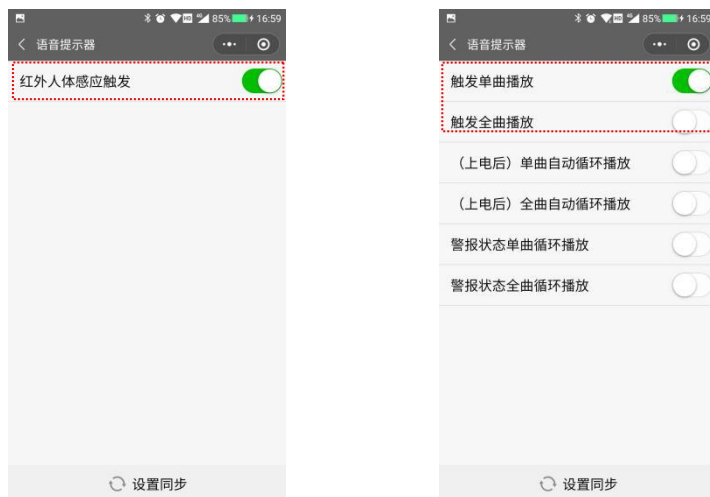 85% 16:59
语音提示器
红外人体感应触发
设置同步
85% 16:59
语音提示器
触发单曲播放
触发全曲播放
（上电后）单曲自动循环播放
（上电后）全曲自动循环播放
警报状态单曲循环播放
警报状态全曲循环播放
设置同步